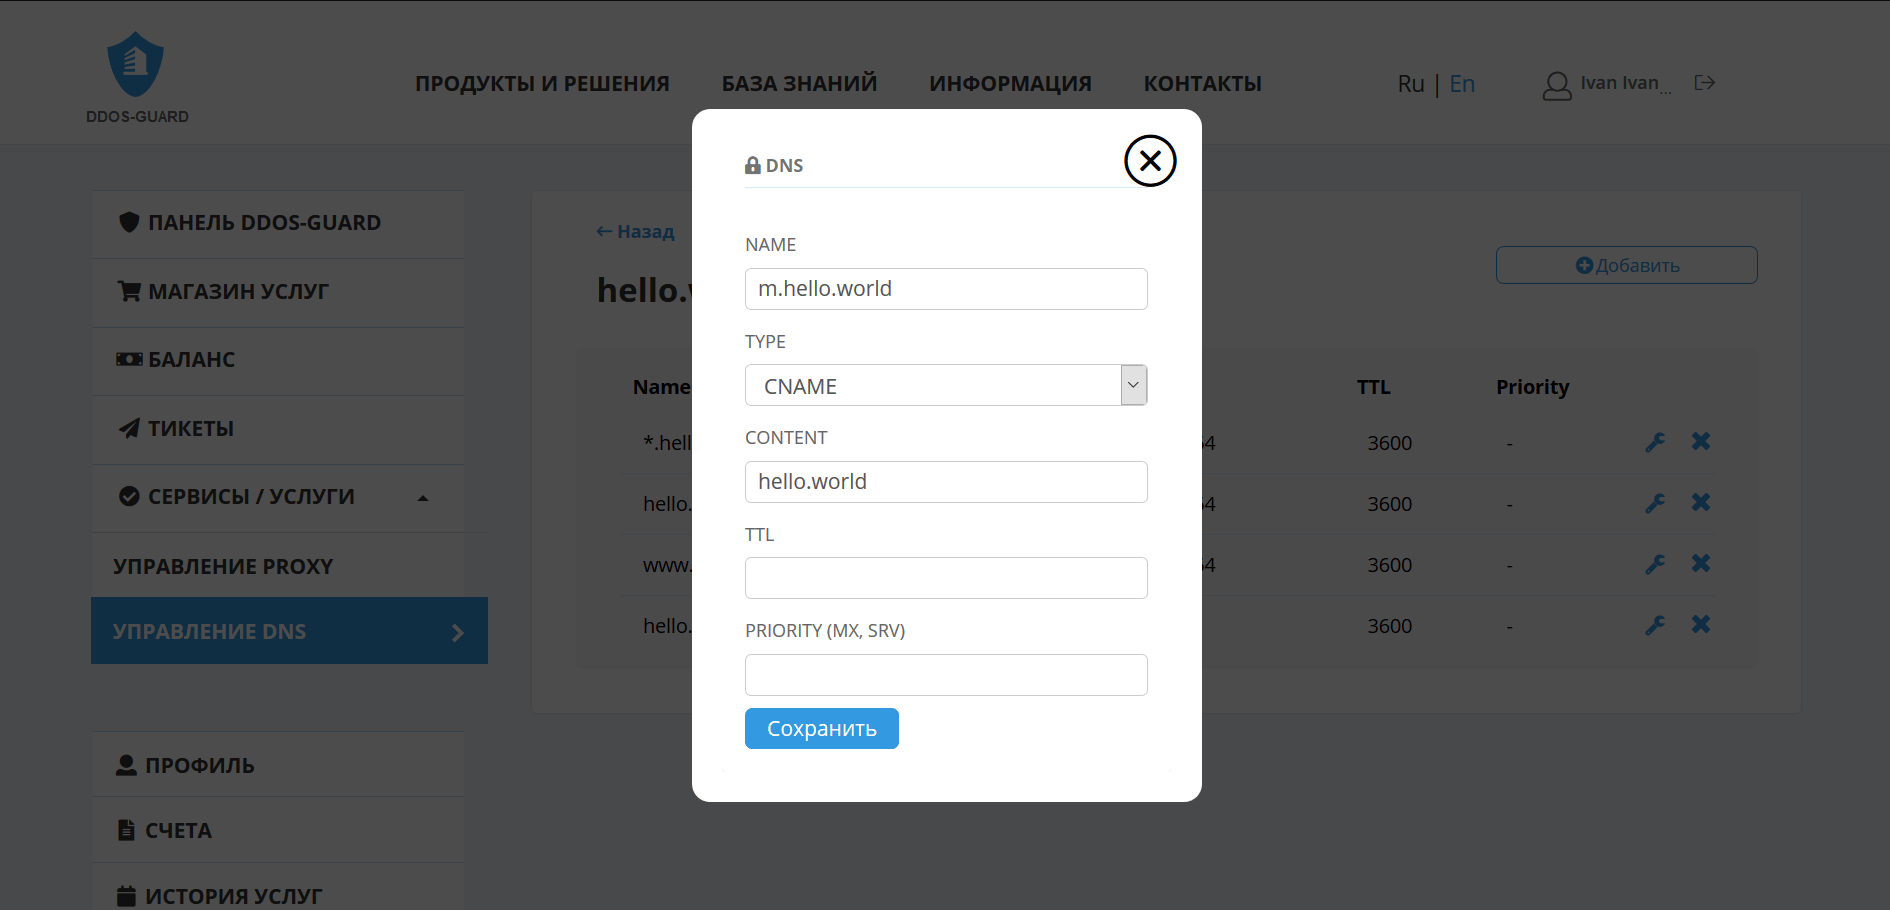 DDOS-GUARD
ПРОДУКТЫ И РЕШЕНИЯ
БАЗА ЗНАНИЙ
ИНФОРМАЦИЯ
КОНТАКТЫ
Ru | En
Ivan Ivan...
ПАНЕЛЬ DDOS-GUARD
МАГАЗИН УСЛУГ
БАЛАНС
ТИКЕТЫ
СЕРВИСЫ / УСЛУГИ
УПРАВЛЕНИЕ PROXY
УПРАВЛЕНИЕ DNS
ПРОФИЛЬ
СЧЕТА
ИСТОРИЯ УСЛУГ
← Назад
hello.
Добавить
Name TTL Priority
*.hell 4 3600 -
hello. 4 3600 -
www. 4 3600 -
hello. 3600 -
DNS
NAME
m.hello.world
TYPE
CNAME
CONTENT
hello.world
TTL
PRIORITY (MX, SRV)
Сохранить